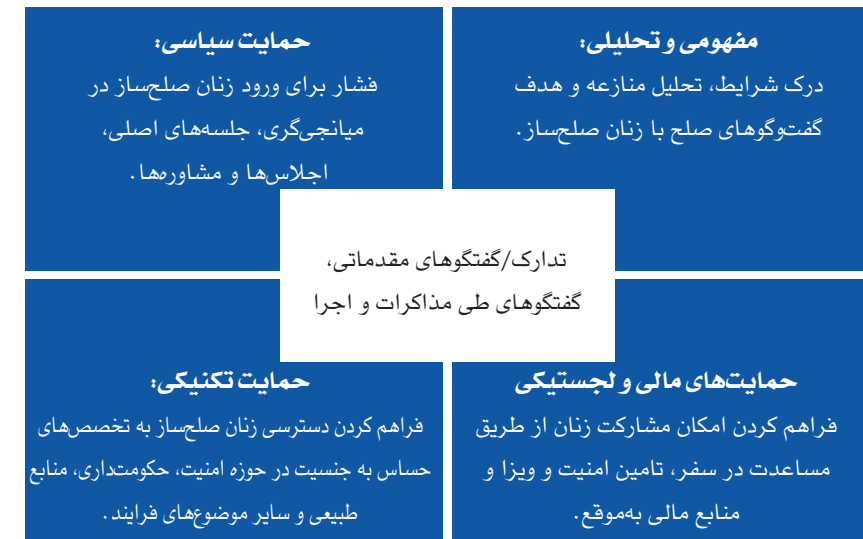 مفهومی و تحلیلی:
درک شرایط، تحلیل منازعه و هدف
گفت‌وگوهای صلح با زنان صلح‌ساز.
حمایت سیاسی:
فشار برای ورود زنان صلح‌ساز در
میانجی‌گری، جلسه‌های اصلی،
اجلاس‌ها و مشاوره‌ها.
تدارک/گفتگوهای مقدماتی،
گفتگوهای طی مذاکرات و اجرا
حمایت‌های مالی و لجستیکی
فراهم کردن امکان مشارکت زنان از طریق
مساعدت در سفر، تامین امنیت و ویزا و
منابع مالی به‌موقع.
حمایت تکنیکی:
فراهم کردن دسترسی زنان صلح‌ساز به تخصص‌های
حساس به جنسیت در حوزه امنیت، حکومت‌داری، منابع
طبیعی و سایر موضوع‌های فرایند.